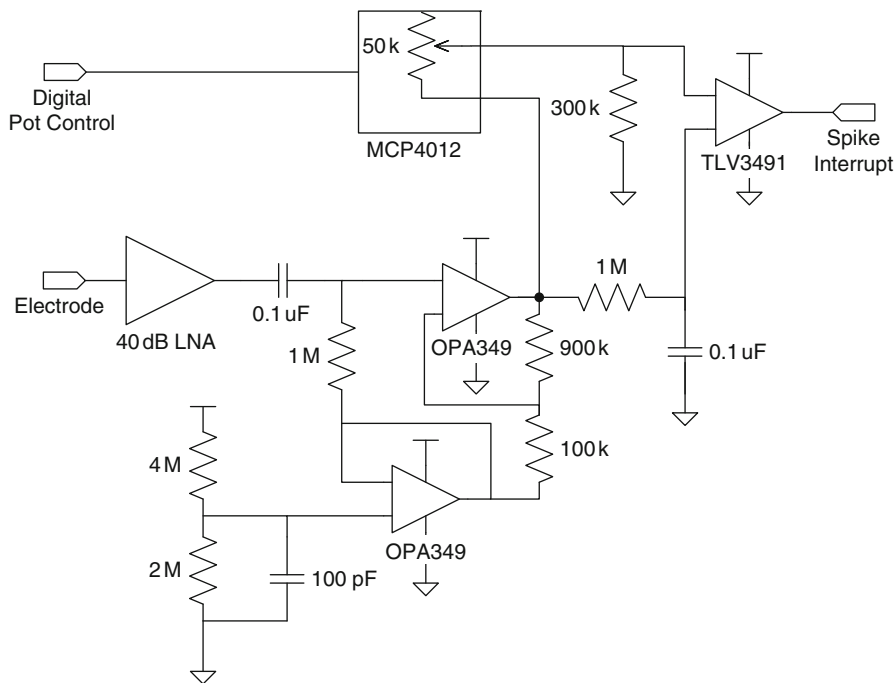 50 k
Digital
Pot Control
MCP4012
300 k
TLV3491
Spike
Interrupt
Electrode
40 dB LNA
0.1 uF
1 M
OPA349
900 k
1 M
0.1 uF
100 k
4 M
2 M
100 pF
OPA349